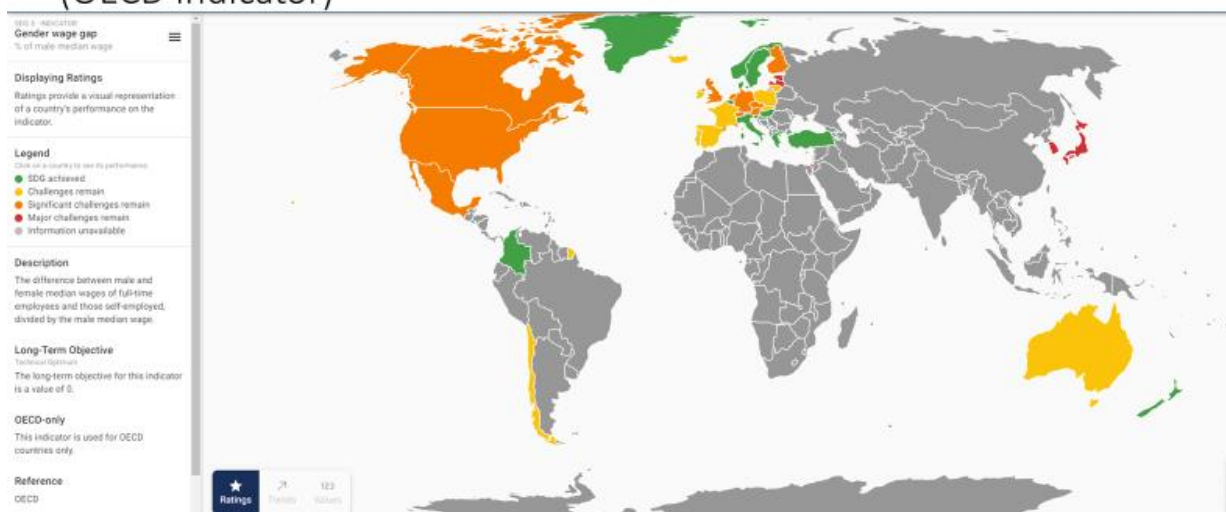 (OECD-indicator)
SDG 5 · INDICATOR
Gender wage gap
% of male median wage
Displaying Ratings
Ratings provide a visual representation
of a country's performance on the
indicator.
Legend
Click on a country to see its performance.
SDG achieved
Challenges remain
Significant challenges remain
Major challenges remain
Information unavailable
Description
The difference between male and
female median wages of full-time
employees and those self-employed,
divided by the male median wage.
Long-Term Objective
Technical Optimum
The long-term objective for this indicator
is a value of 0.
OECD-only
This indicator is used for OECD
countries only.
Reference
OECD
123
Ratings Trends Values